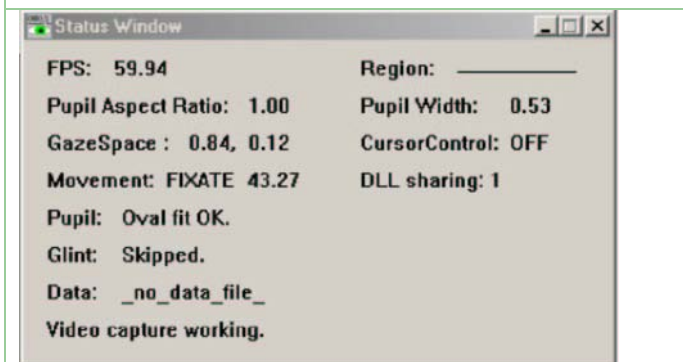 Status Window
FPS: 59.94 Region:
Pupil Aspect Ratio: 1.00 Pupil Width: 0.53
GazeSpace : 0.84, 0.12 CursorControl: OFF
Movement: FIXATE 43.27 DLL sharing: 1
Pupil: Oval fit OK.
Glint: Skipped.
Data: _no_data_file_
Video capture working.